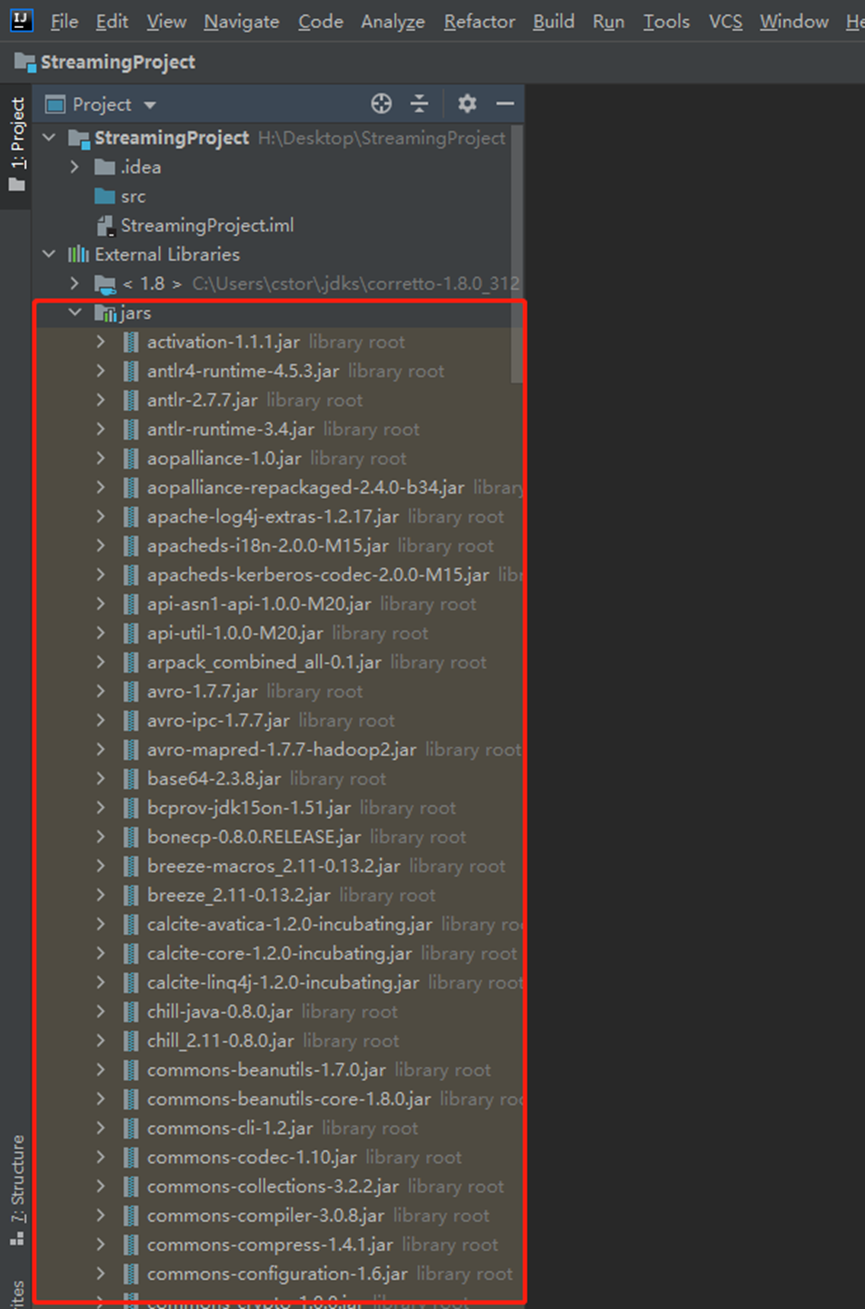 IJ File Edit View Navigate Code Analyze Refactor Build Run Tools VCS Window He
StreamingProject
1: Project
Project
StreamingProject H:\Desktop\StreamingProject
.idea
src
StreamingProject.iml
External Libraries
< 1.8 > C:\Users\cstor\.jdks\corretto-1.8.0_312
jars
activation-1.1.1.jar library root
antlr4-runtime-4.5.3.jar library root
antlr-2.7.7.jar library root
antlr-runtime-3.4.jar library root
aopalliance-1.0.jar library root
aopalliance-repackaged-2.4.0-b34.jar library
apache-log4j-extras-1.2.17.jar library root
apacheds-i18n-2.0.0-M15.jar library root
apacheds-kerberos-codec-2.0.0-M15.jar libr
api-asn1-api-1.0.0-M20.jar library root
api-util-1.0.0-M20.jar library root
arpack_combined_all-0.1.jar library root
avro-1.7.7.jar library root
avro-ipc-1.7.7.jar library root
avro-mapred-1.7.7-hadoop2.jar library root
base64-2.3.8.jar library root
bcprov-jdk15on-1.51.jar library root
bonecp-0.8.0.RELEASE.jar library root
breeze-macros_2.11-0.13.2.jar library root
breeze_2.11-0.13.2.jar library root
calcite-avatica-1.2.0-incubating.jar library ro
calcite-core-1.2.0-incubating.jar library root
calcite-linq4j-1.2.0-incubating.jar library root
chill-java-0.8.0.jar library root
chill_2.11-0.8.0.jar library root
commons-beanutils-1.7.0.jar library root
commons-beanutils-core-1.8.0.jar library roo
commons-cli-1.2.jar library root
commons-codec-1.10.jar library root
commons-collections-3.2.2.jar library root
commons-compiler-3.0.8.jar library root
commons-compress-1.4.1.jar library root
commons-configuration-1.6.jar library root
commons-crypto-1.0.0.jar library root
7: Structure
ites